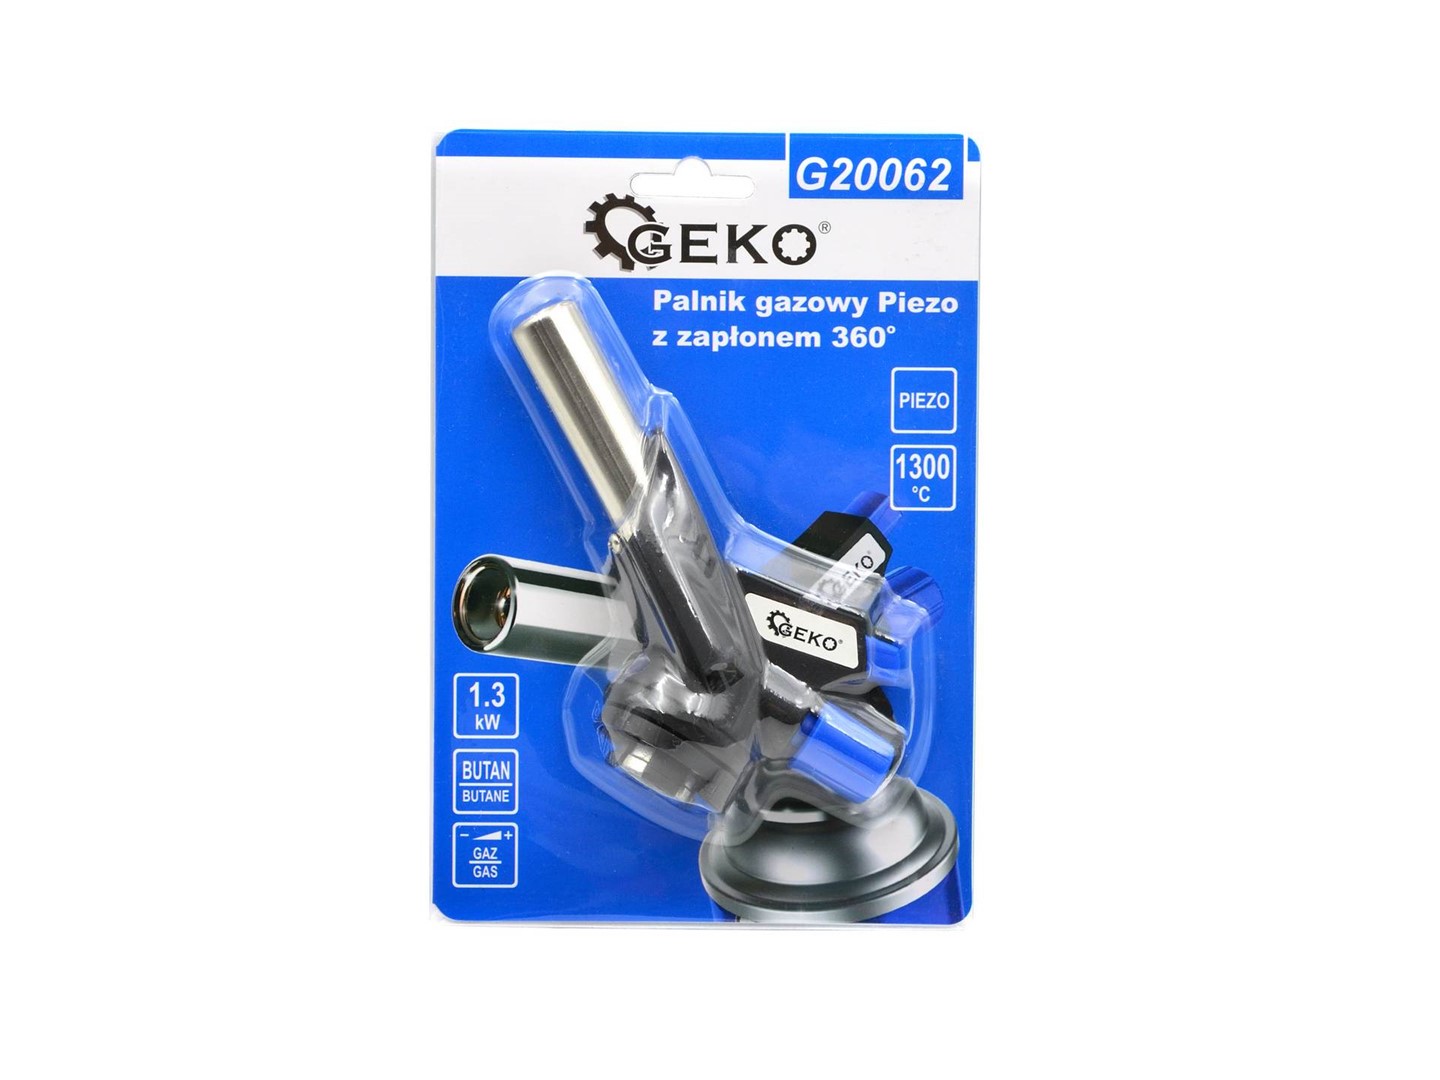 G20062
GEKO®
Palnik gazowy Piezo
z zapłonem 360°
PIEZO
1300
°C
GEKO®
GEKO®
1.3
kW
BUTAN
BUTANE
- +
GAZ
GAS